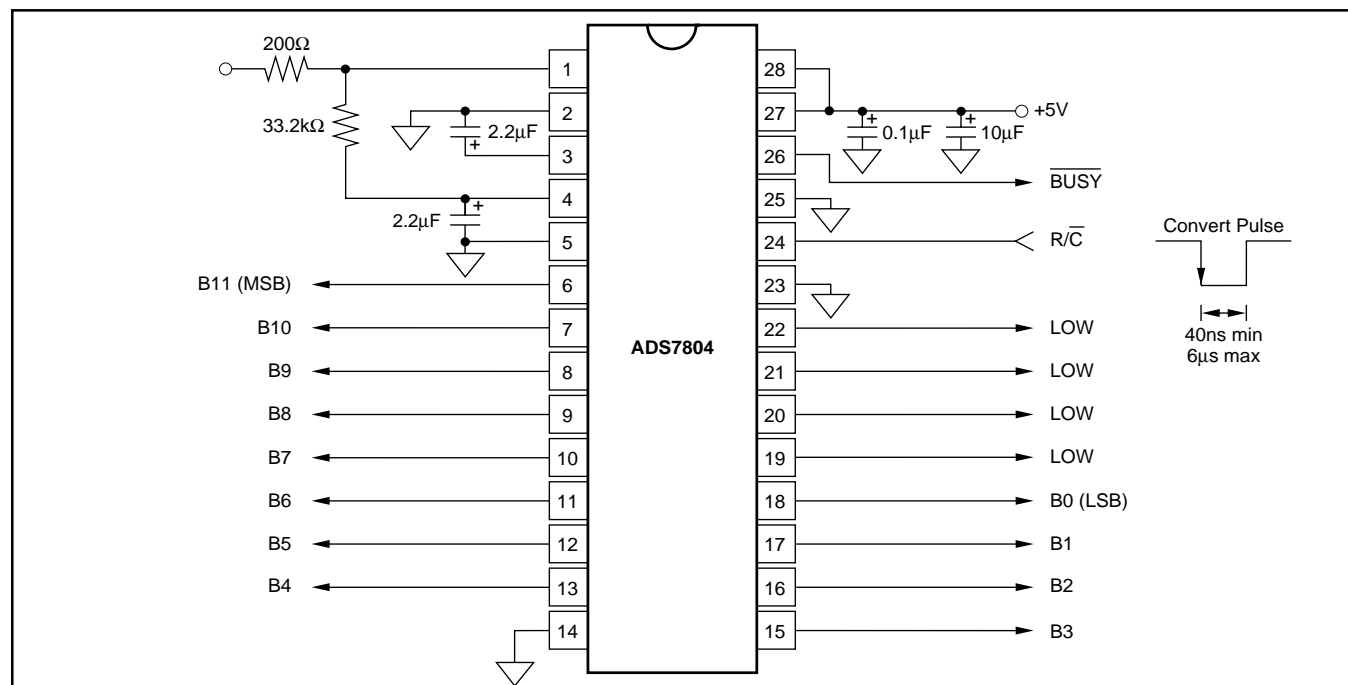 200Ω
33.2kΩ
2.2µF
+
2.2µF
+
1
2
3
4
5
6
7
8
9
10
11
12
13
14
B11 (MSB)
B10
B9
B8
B7
B6
B5
B4
ADS7804
28
27
26
25
24
23
22
21
20
19
18
17
16
15
+
0.1µF
+
10µF
+5V
B̅U̅S̅Y̅
R/C̅
LOW
LOW
LOW
LOW
B0 (LSB)
B1
B2
B3
Convert Pulse
40ns min
6µs max